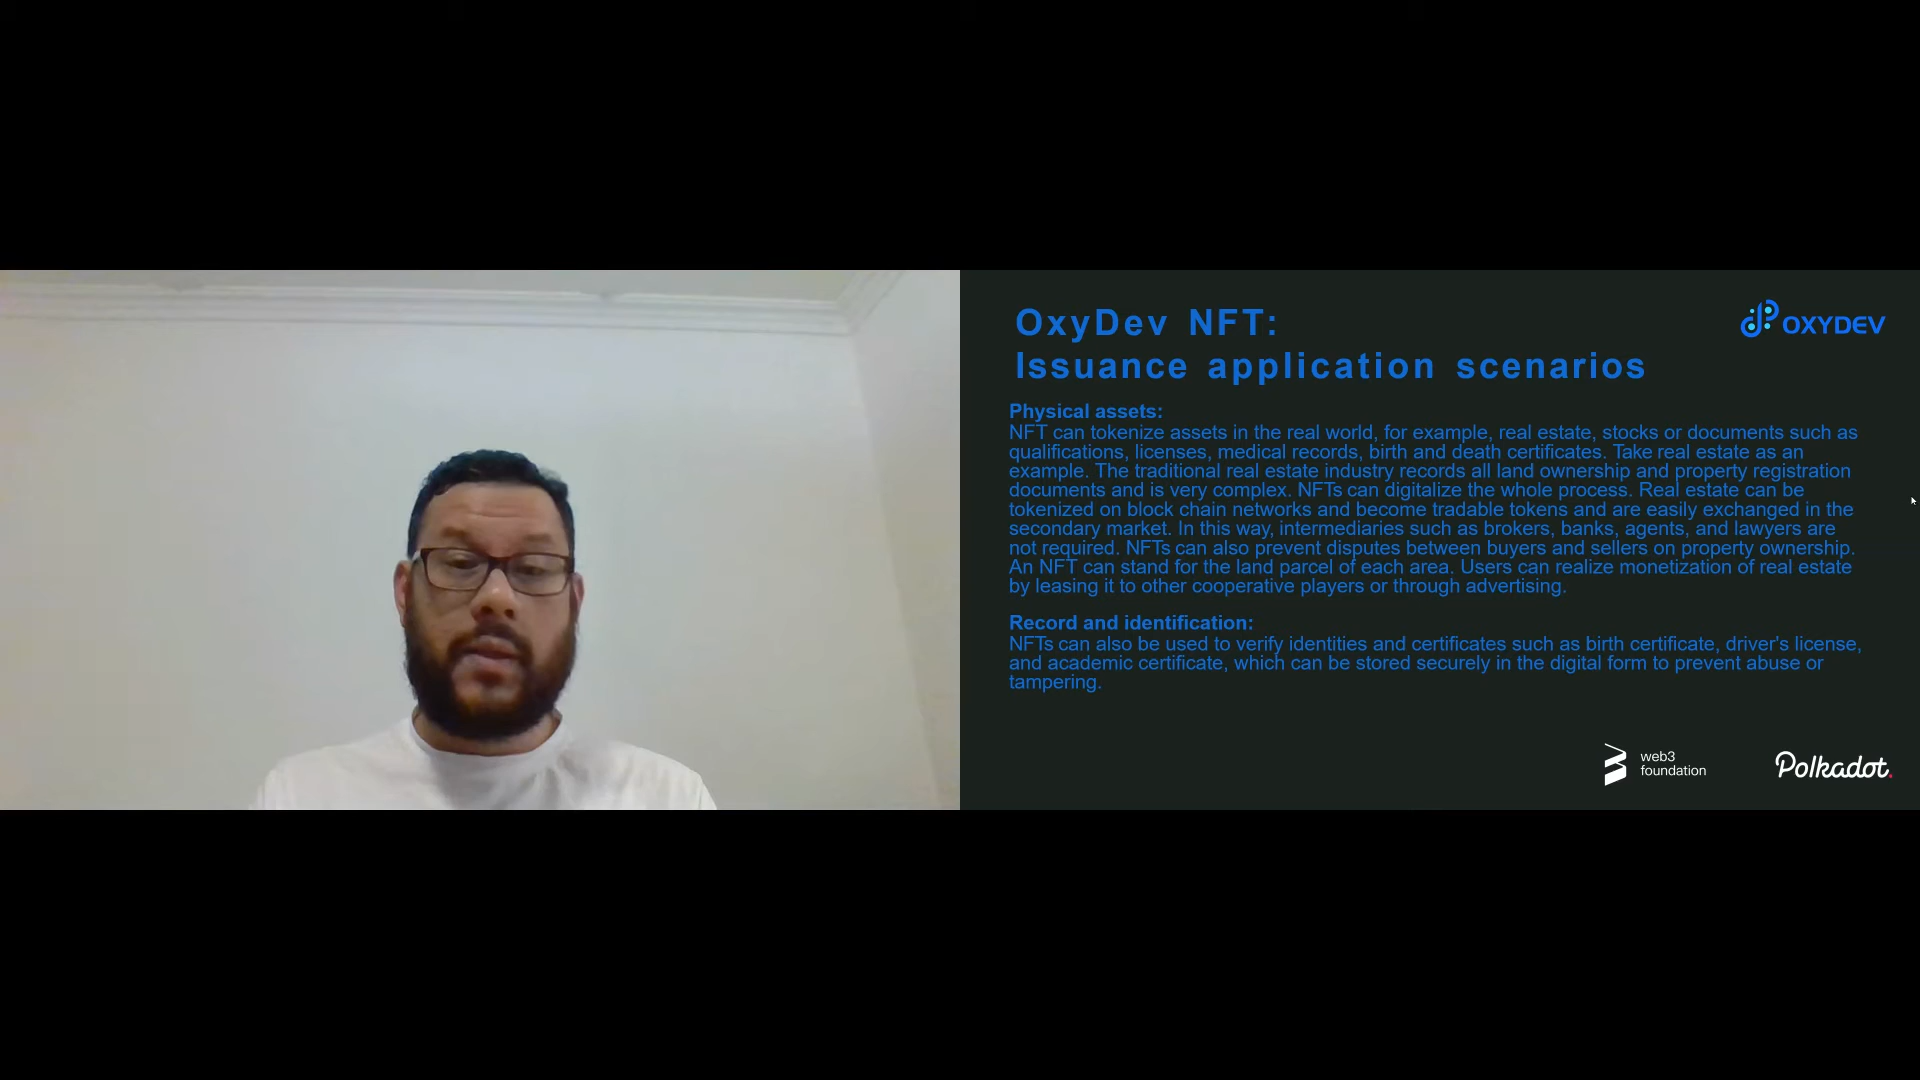 OxyDev NFT:
Issuance application scenarios
OXYDEV
Physical assets:
NFT can tokenize assets in the real world, for example, real estate, stocks or documents such as
qualifications, licenses, medical records, birth and death certificates. Take real estate as an
example. The traditional real estate industry records all land ownership and property registration
documents and is very complex. NFTs can digitalize the whole process. Real estate can be
tokenized on block chain networks and become tradable tokens and are easily exchanged in the
secondary market. In this way, intermediaries such as brokers, banks, agents, and lawyers are
not required. NFTs can also prevent disputes between buyers and sellers on property ownership.
An NFT can stand for the land parcel of each area. Users can realize monetization of real estate
by leasing it to other cooperative players or through advertising.
Record and identification:
NFTs can also be used to verify identities and certificates such as birth certificate, driver's license,
and academic certificate, which can be stored securely in the digital form to prevent abuse or
tampering.
web3
foundation
Polkadot.